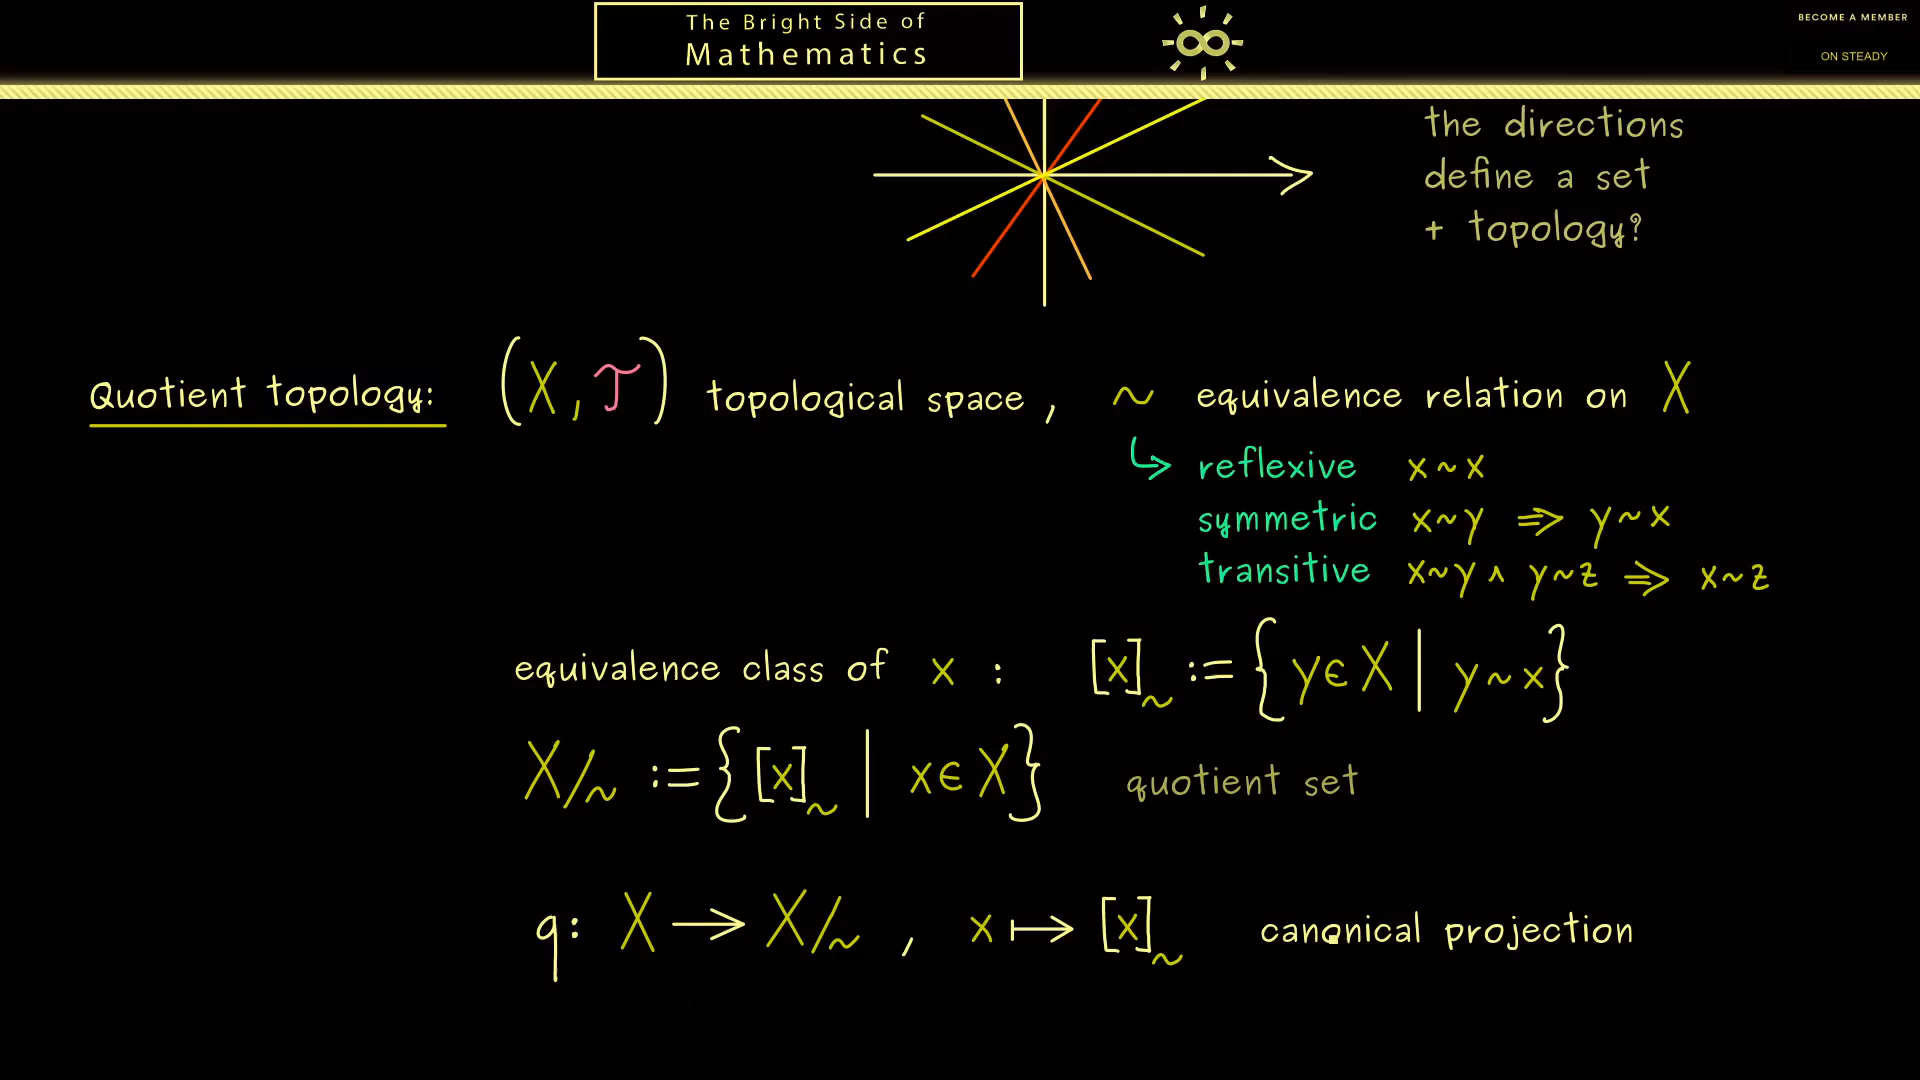 The Bright Side of
Mathematics
BECOME A MEMBER
ON STEADY
the directions
define a set
+ topology?
Quotient topology: (X, 𝒯) topological space, ~ equivalence relation on X
↳ reflexive x~x
symmetric x~y ⇒ y~x
transitive x~y ∧ y~z ⇒ x~z
equivalence class of x : [x]~ := {y∈X | y~x}
X/~ := {[x]~ | x∈X} quotient set
q: X → X/~ , x ↦ [x]~ canonical projection